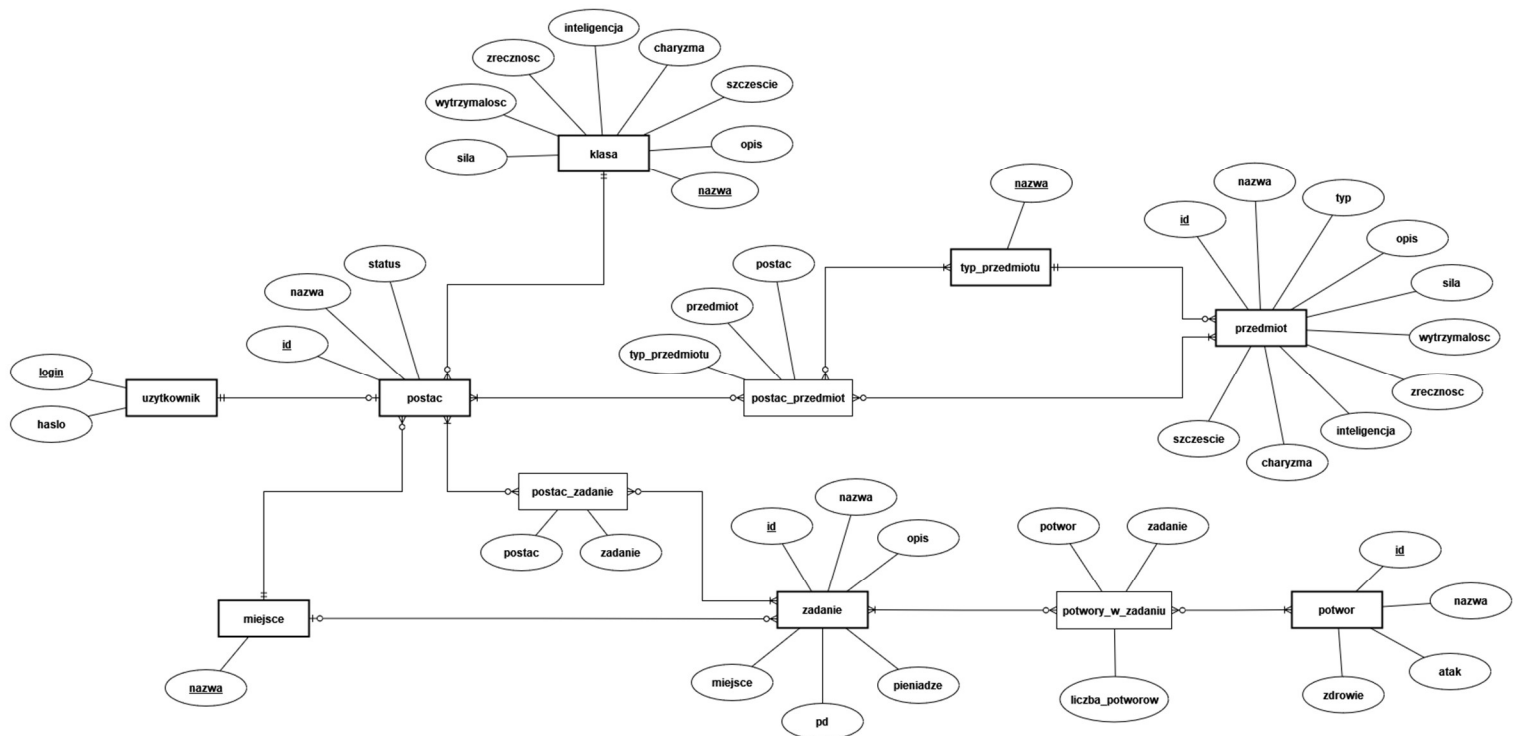 inteligencja
zrecznosc
charyzma
wytrzymalosc
szczescie
sila
klasa
opis
nazwa
status
nazwa
id
login
haslo
uzytkownik
postac
postac
przedmiot
typ_przedmiotu
postac_przedmiot
nazwa
typ_przedmiotu
nazwa
typ
id
opis
sila
przedmiot
wytrzymalosc
zrecznosc
inteligencja
charyzma
szczescie
postac_zadanie
postac
zadanie
miejsce
nazwa
id
nazwa
opis
zadanie
miejsce
pd
pieniadze
potwor
zadanie
potwory_w_zadaniu
liczba_potworow
id
potwor
nazwa
atak
zdrowie